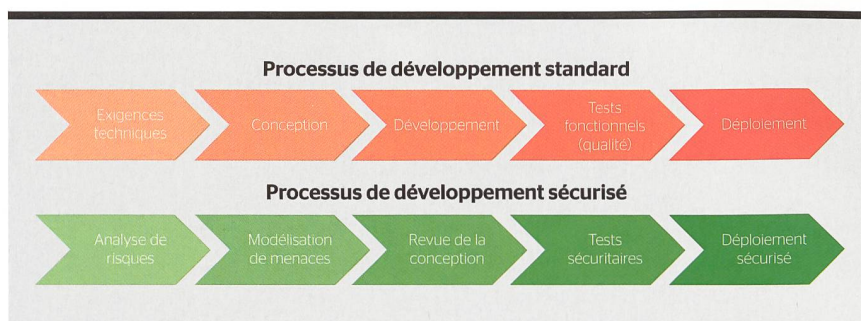 Processus de développement standard
Exigences
techniques
Conception
Développement
Tests
fonctionnels
(qualité)
Déploiement
Processus de développement sécurisé
Analyse de
risques
Modélisation
de menaces
Revue de la
conception
Tests
sécuritaires
Déploiement
sécurisé